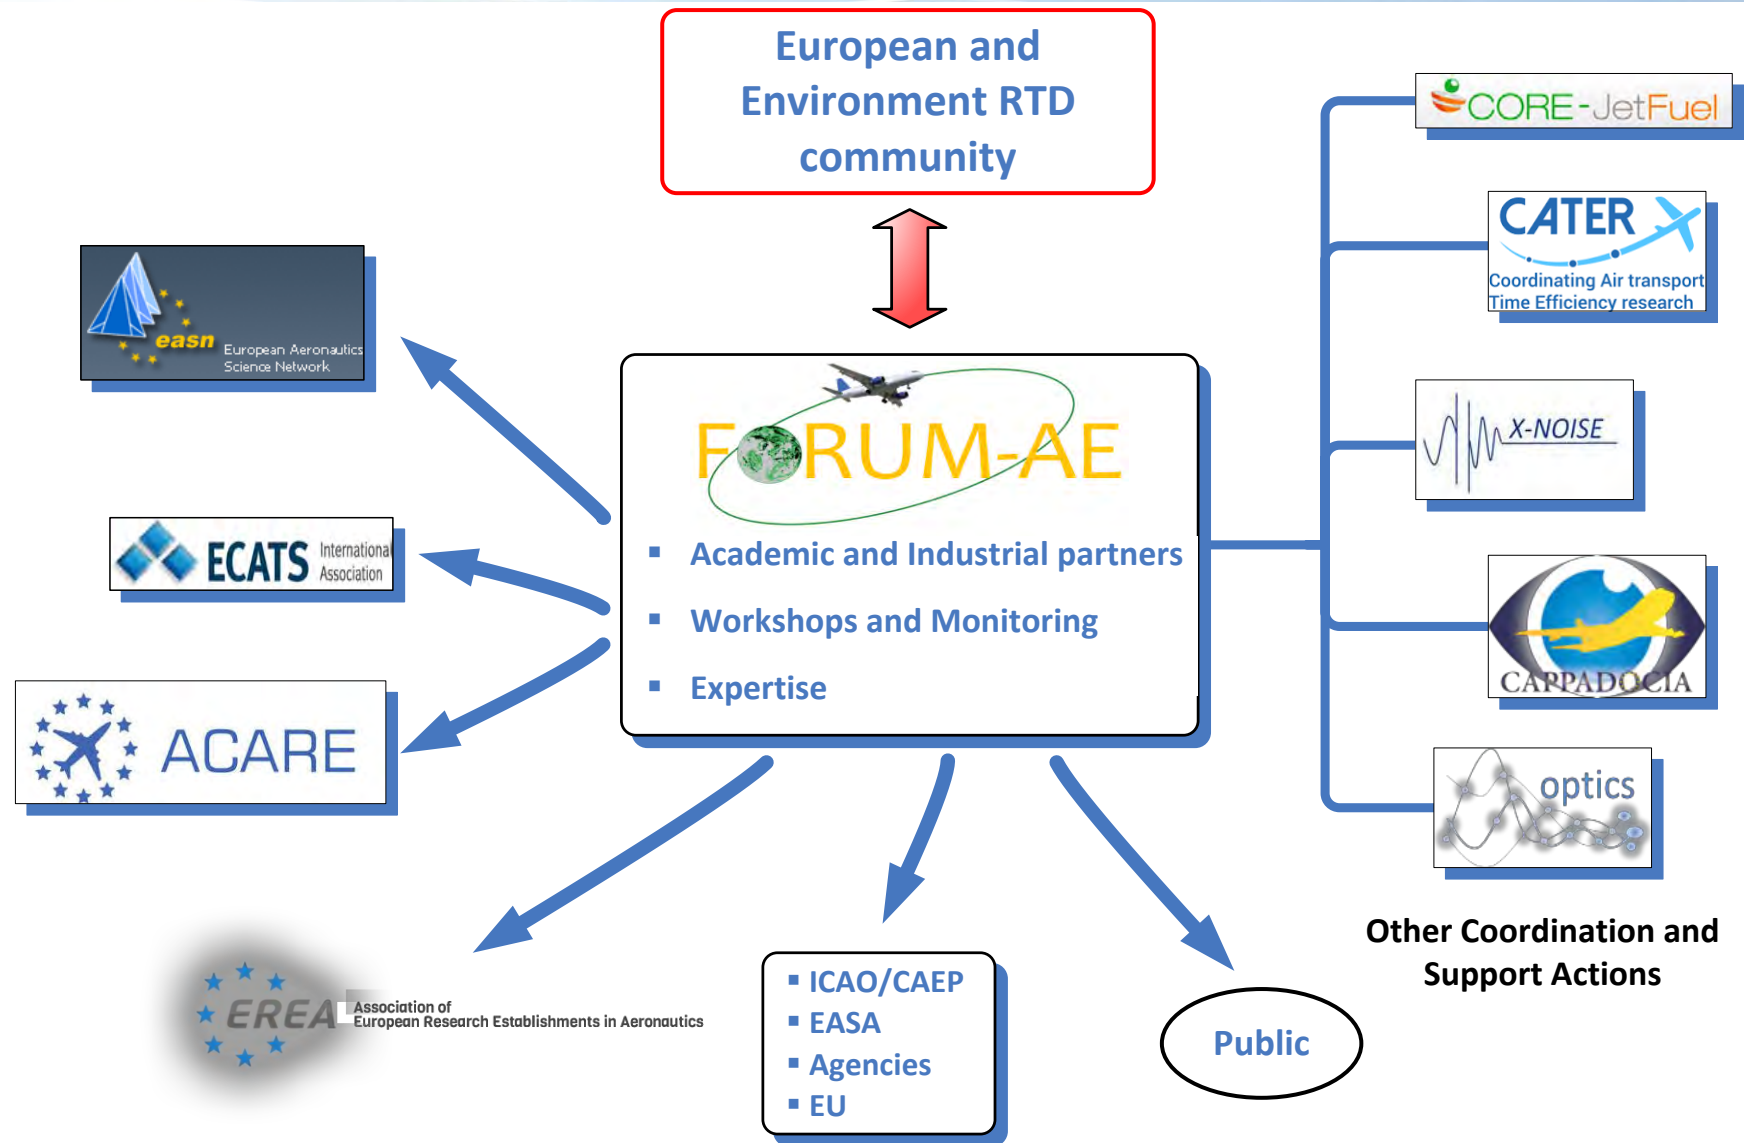 European and
Environment RTD
community
CORE-JetFuel
CATER
Coordinating Air transport
Time Efficiency research
easn
European Aeronautics
Science Network
FORUM-AE
X-NOISE
ECATS International
Association
▪ Academic and Industrial partners
▪ Workshops and Monitoring
▪ Expertise
CAPPADOCIA
ACARE
optics
Other Coordination and
Support Actions
EREA
Association of
European Research Establishments in Aeronautics
▪ ICAO/CAEP
▪ EASA
▪ Agencies
▪ EU
Public